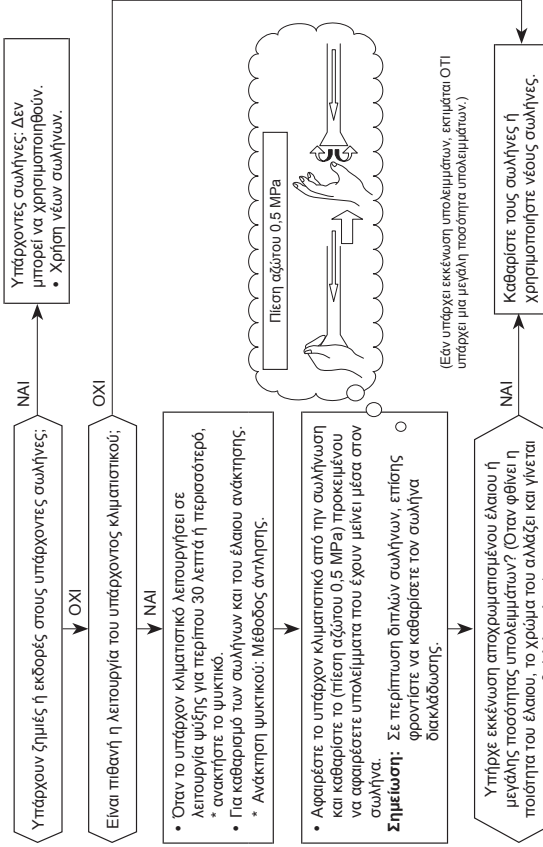 Υπάρχουν ζημιές ή εκδορές στους υπάρχοντες σωλήνες;
ΝΑΙ
Υπάρχοντες σωλήνες: Δεν
μπορεί να χρησιμοποιηθούν.
• Χρήση νέων σωλήνων.
ΟΧΙ
Είναι πιθανή η λειτουργία του υπάρχοντος κλιματιστικού;
ΟΧΙ
ΝΑΙ
• Όταν το υπάρχον κλιματιστικό λειτουργήσει σε
λειτουργία ψύξης για περίπου 30 λεπτά ή περισσότερο,
* ανακτήστε το ψυκτικό.
• Για καθαρισμό των σωλήνων και του έλαιου ανάκτησης.
* Ανάκτηση ψυκτικού: Μέθοδος άντλησης.
Πίεση αζώτου 0,5 MPa
• Αφαιρέστε το υπάρχον κλιματιστικό από την σωλήνωση
και καθαρίστε το (πίεση αζώτου 0,5 MPa) προκειμένου
να αφαιρέσετε υπολείμματα που έχουν μείνει μέσα στον
σωλήνα.
Σημείωση: Σε περίπτωση διπλών σωλήνων, επίσης
φροντίστε να καθαρίσετε τον σωλήνα
διακλάδωσης.
(Εάν υπάρχει εκκένωση υπολειμμάτων, εκτιμάται ΟΤΙ
υπάρχει μια μεγάλη ποσότητα υπολειμμάτων.)
Υπήρχε εκκένωση αποχρωματισμένου έλαιου ή
μεγάλης ποσότητας υπολειμμάτων? (Όταν φθίνει η
ποιότητα του έλαιου, το χρώμα του αλλάζει και γίνεται
ΝΑΙ
Καθαρίστε τους σωλήνες ή
χρησιμοποιήστε νέους σωλήνες.